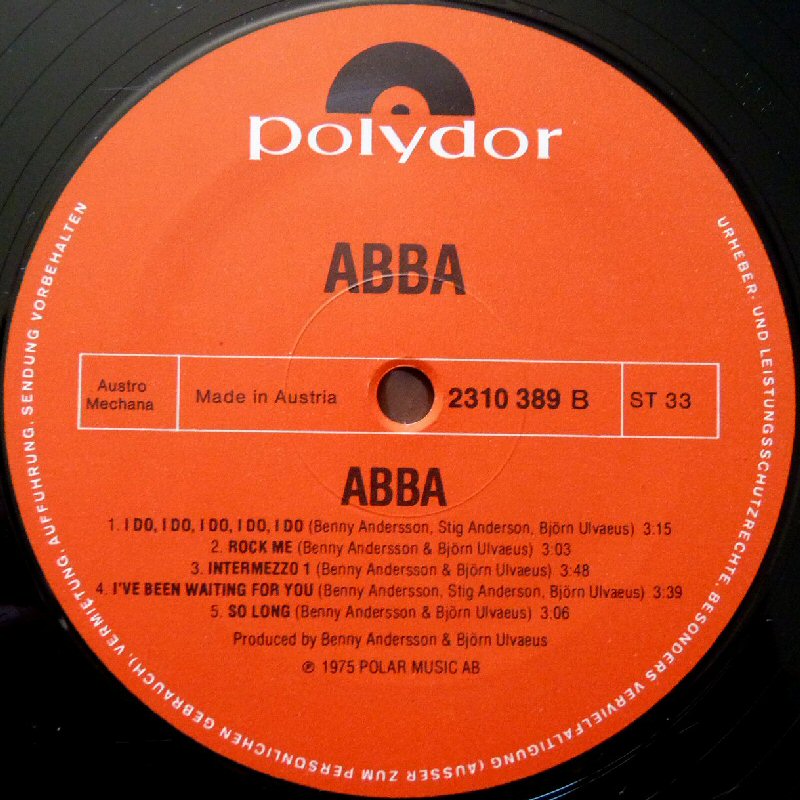 polydor
ABBA
Austro
Mechana
Made in Austria
2310 389 B
ST 33
ABBA
1. I DO, I DO, I DO, I DO, I DO (Benny Andersson, Stig Anderson, Björn Ulvaeus) 3:15
2. ROCK ME (Benny Andersson & Björn Ulvaeus) 3:03
3. INTERMEZZO 1 (Benny Andersson & Björn Ulvaeus) 3:48
4. I'VE BEEN WAITING FOR YOU (Benny Andersson, Stig Anderson, Björn Ulvaeus) 3:39
5. SO LONG (Benny Andersson & Björn Ulvaeus) 3:06
Produced by Benny Andersson & Björn Ulvaeus
℗ 1975 POLAR MUSIC AB
URHEBER- UND LEISTUNGSSCHUTZRECHTE, BESONDERS VERVIELFÄLTIGUNG (AUSSER ZUM PERSÖNLICHEN GEBRAUCH), VERMIETUNG, AUFFÜHRUNG, SENDUNG VORBEHALTEN